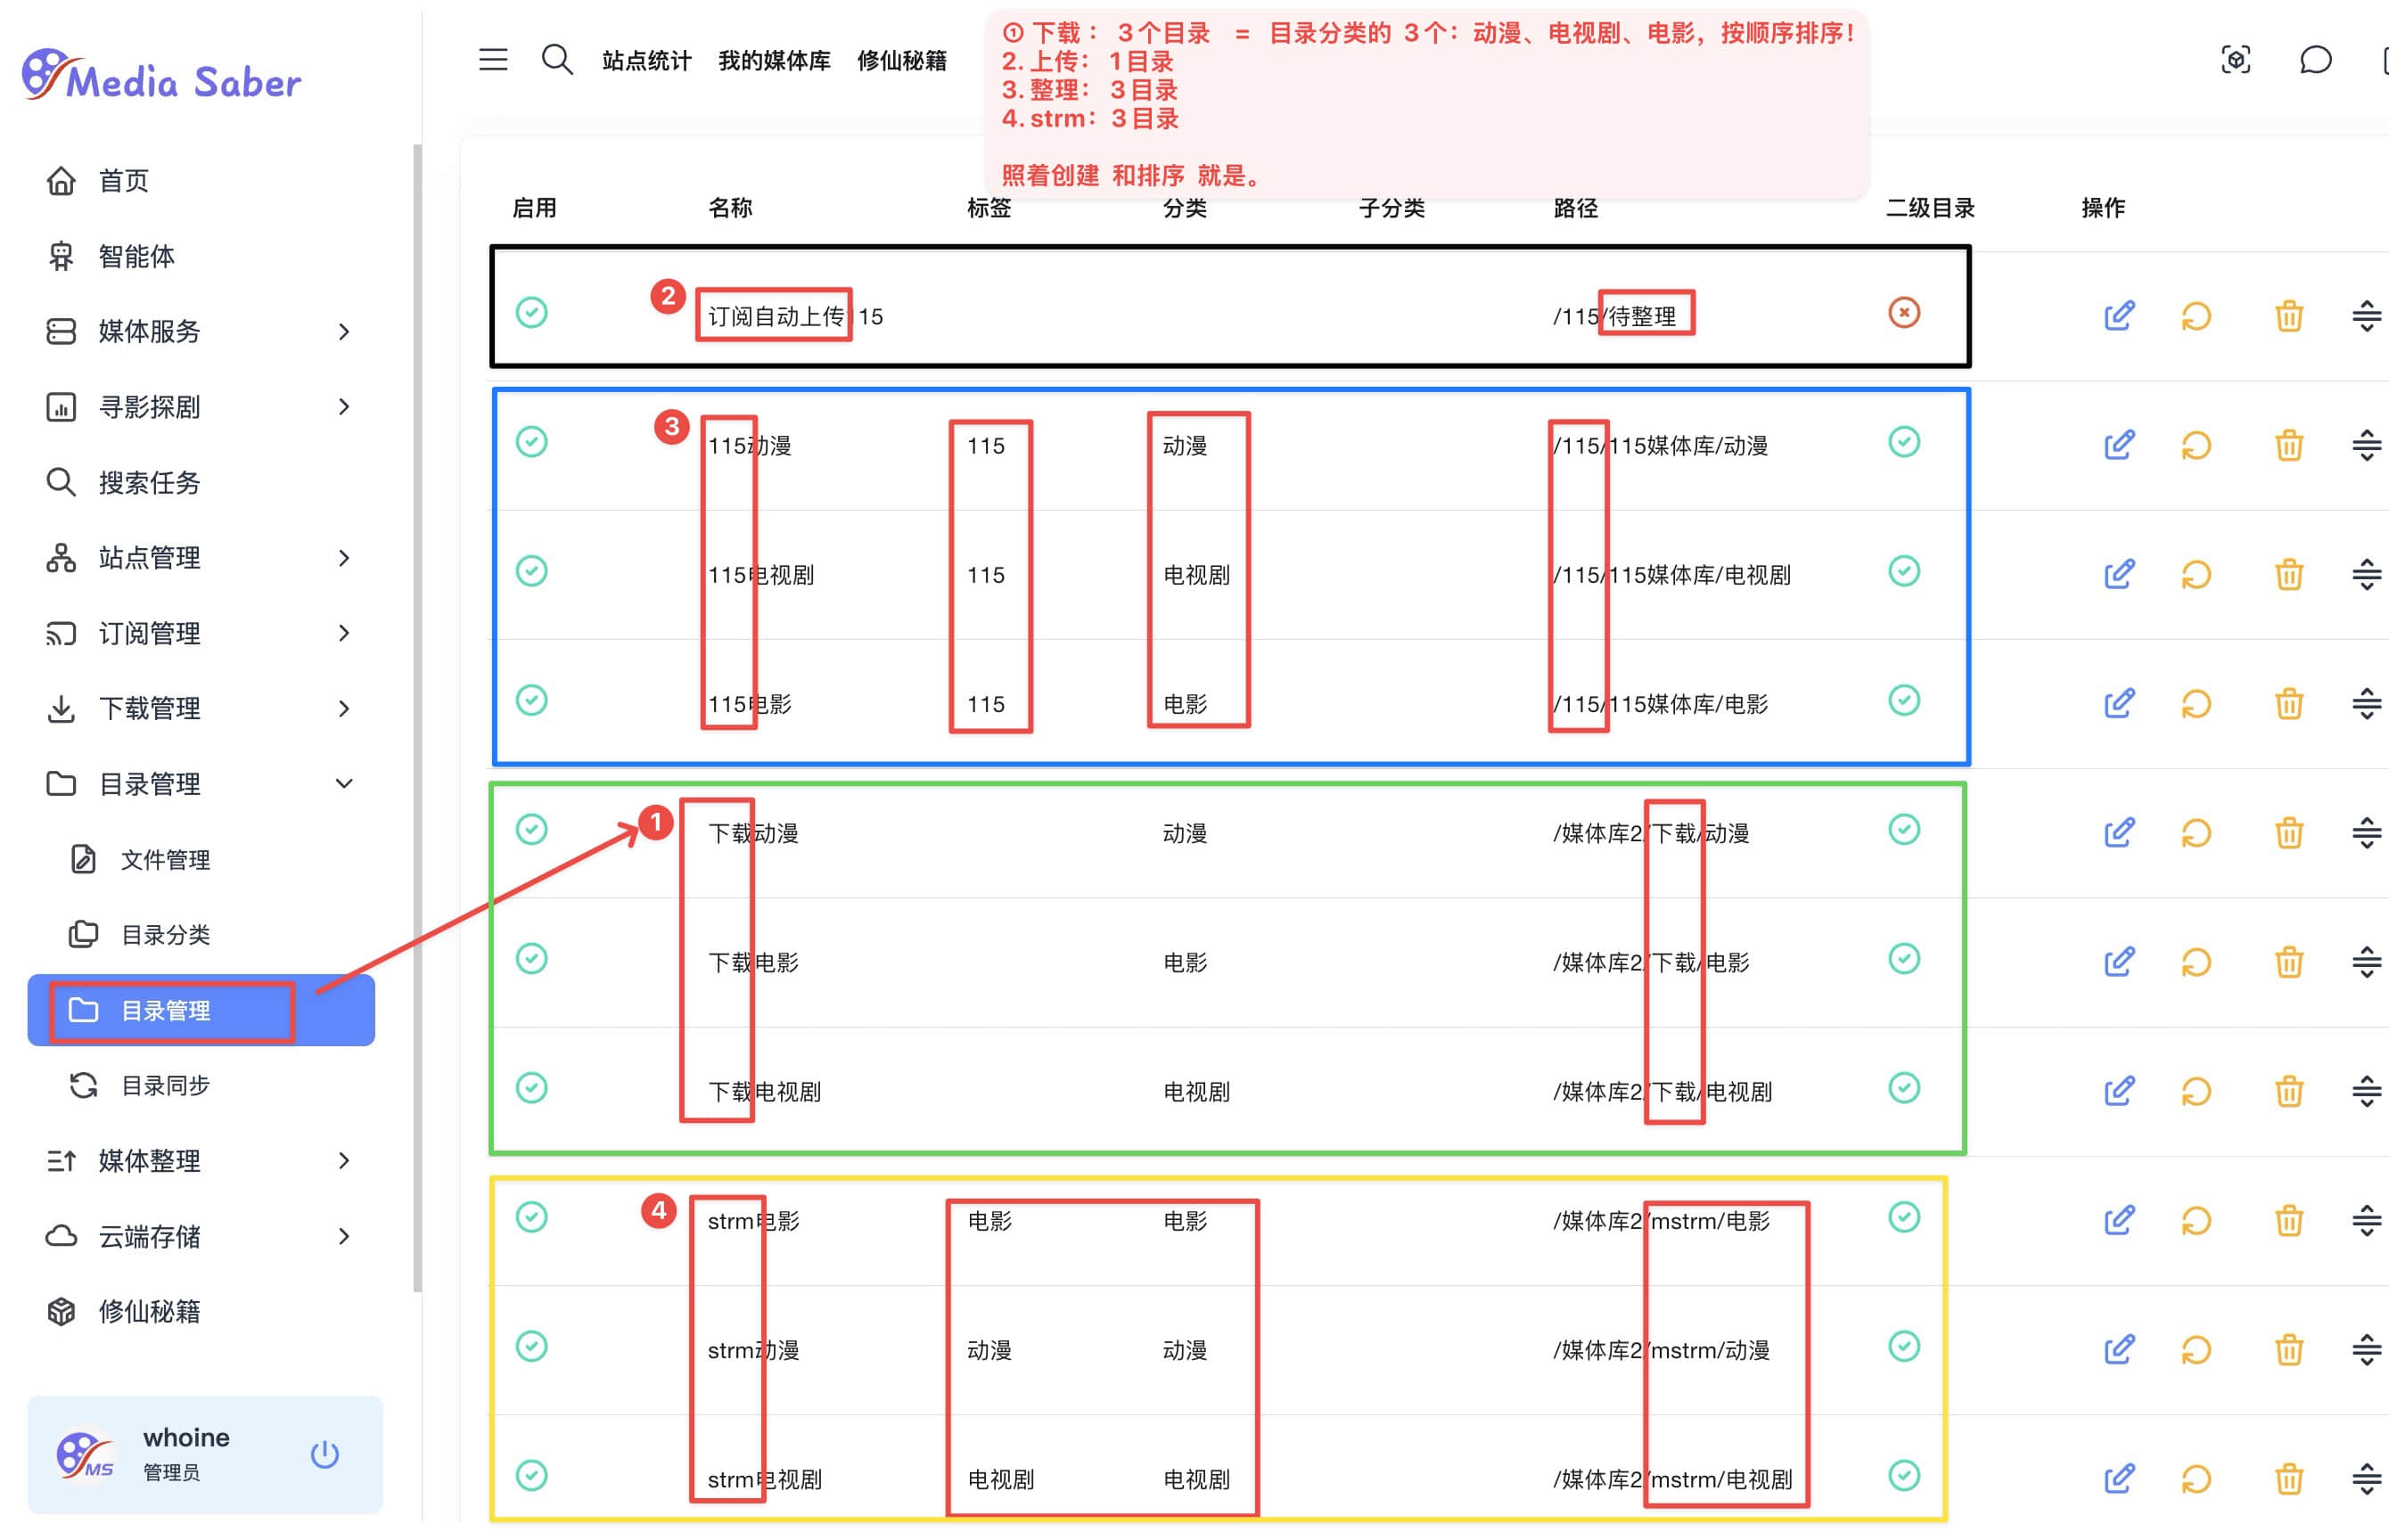 Media Saber
站点统计 我的媒体库 修仙秘籍
① 下载： 3个目录 = 目录分类的 3个：动漫、电视剧、电影，按顺序排序！
2. 上传： 1目录
3. 整理： 3目录
4. strm：3目录
照着创建 和排序 就是。
首页
智能体
媒体服务
寻影探剧
搜索任务
站点管理
订阅管理
下载管理
目录管理
文件管理
目录分类
目录管理
目录同步
媒体整理
云端存储
修仙秘籍
MS
whoine
管理员
启用 名称 标签 分类 子分类 路径 二级目录 操作
2 订阅自动上传115 /115/待整理
3 115动漫 115 动漫 /115/115媒体库/动漫
115电视剧 115 电视剧 /115/115媒体库/电视剧
115电影 115 电影 /115/115媒体库/电影
1 下载动漫 动漫 /媒体库2/下载/动漫
下载电影 电影 /媒体库2/下载/电影
下载电视剧 电视剧 /媒体库2/下载/电视剧
4 strm电影 电影 电影 /媒体库2/mstrm/电影
strm动漫 动漫 动漫 /媒体库2/mstrm/动漫
strm电视剧 电视剧 电视剧 /媒体库2/mstrm/电视剧